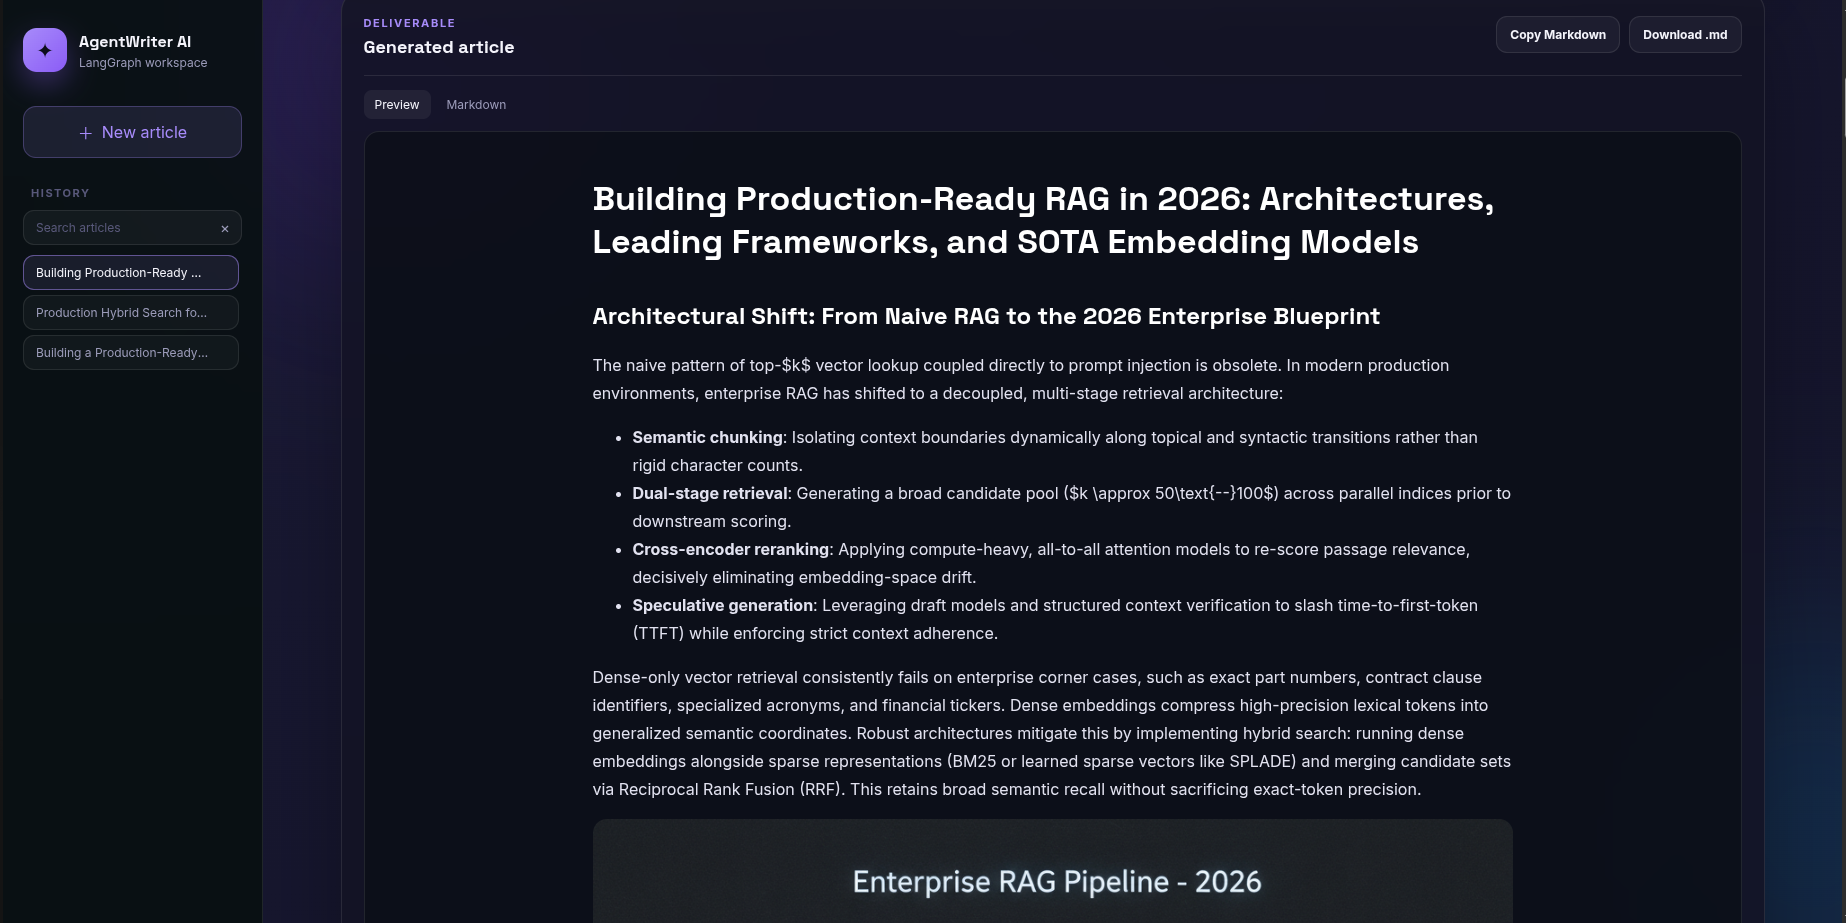 AgentWriter AI
LangGraph workspace
+ New article
HISTORY
Search articles ×
Building Production-Ready ...
Production Hybrid Search fo...
Building a Production-Ready...
DELIVERABLE
Generated article
Copy Markdown
Download .md
Preview
Markdown
Building Production-Ready RAG in 2026: Architectures,
Leading Frameworks, and SOTA Embedding Models
Architectural Shift: From Naive RAG to the 2026 Enterprise Blueprint
The naive pattern of top-$k$ vector lookup coupled directly to prompt injection is obsolete. In modern production
environments, enterprise RAG has shifted to a decoupled, multi-stage retrieval architecture:
• Semantic chunking: Isolating context boundaries dynamically along topical and syntactic transitions rather than
rigid character counts.
• Dual-stage retrieval: Generating a broad candidate pool ($k \approx 50\text{--}100$) across parallel indices prior to
downstream scoring.
• Cross-encoder reranking: Applying compute-heavy, all-to-all attention models to re-score passage relevance,
decisively eliminating embedding-space drift.
• Speculative generation: Leveraging draft models and structured context verification to slash time-to-first-token
(TTFT) while enforcing strict context adherence.
Dense-only vector retrieval consistently fails on enterprise corner cases, such as exact part numbers, contract clause
identifiers, specialized acronyms, and financial tickers. Dense embeddings compress high-precision lexical tokens into
generalized semantic coordinates. Robust architectures mitigate this by implementing hybrid search: running dense
embeddings alongside sparse representations (BM25 or learned sparse vectors like SPLADE) and merging candidate sets
via Reciprocal Rank Fusion (RRF). This retains broad semantic recall without sacrificing exact-token precision.
Enterprise RAG Pipeline - 2026